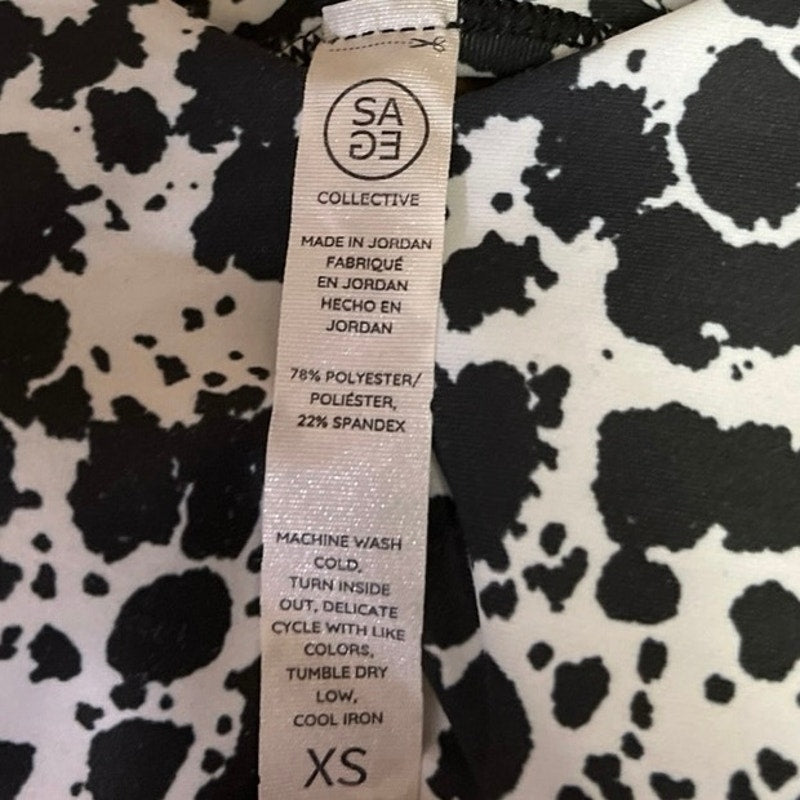 SA
GE
COLLECTIVE
MADE IN JORDAN
FABRIQUÉ
EN JORDAN
HECHO EN
JORDAN
78% POLYESTER/
POLIÉSTER,
22% SPANDEX
MACHINE WASH
COLD,
TURN INSIDE
OUT, DELICATE
CYCLE WITH LIKE
COLORS,
TUMBLE DRY
LOW,
COOL IRON
XS